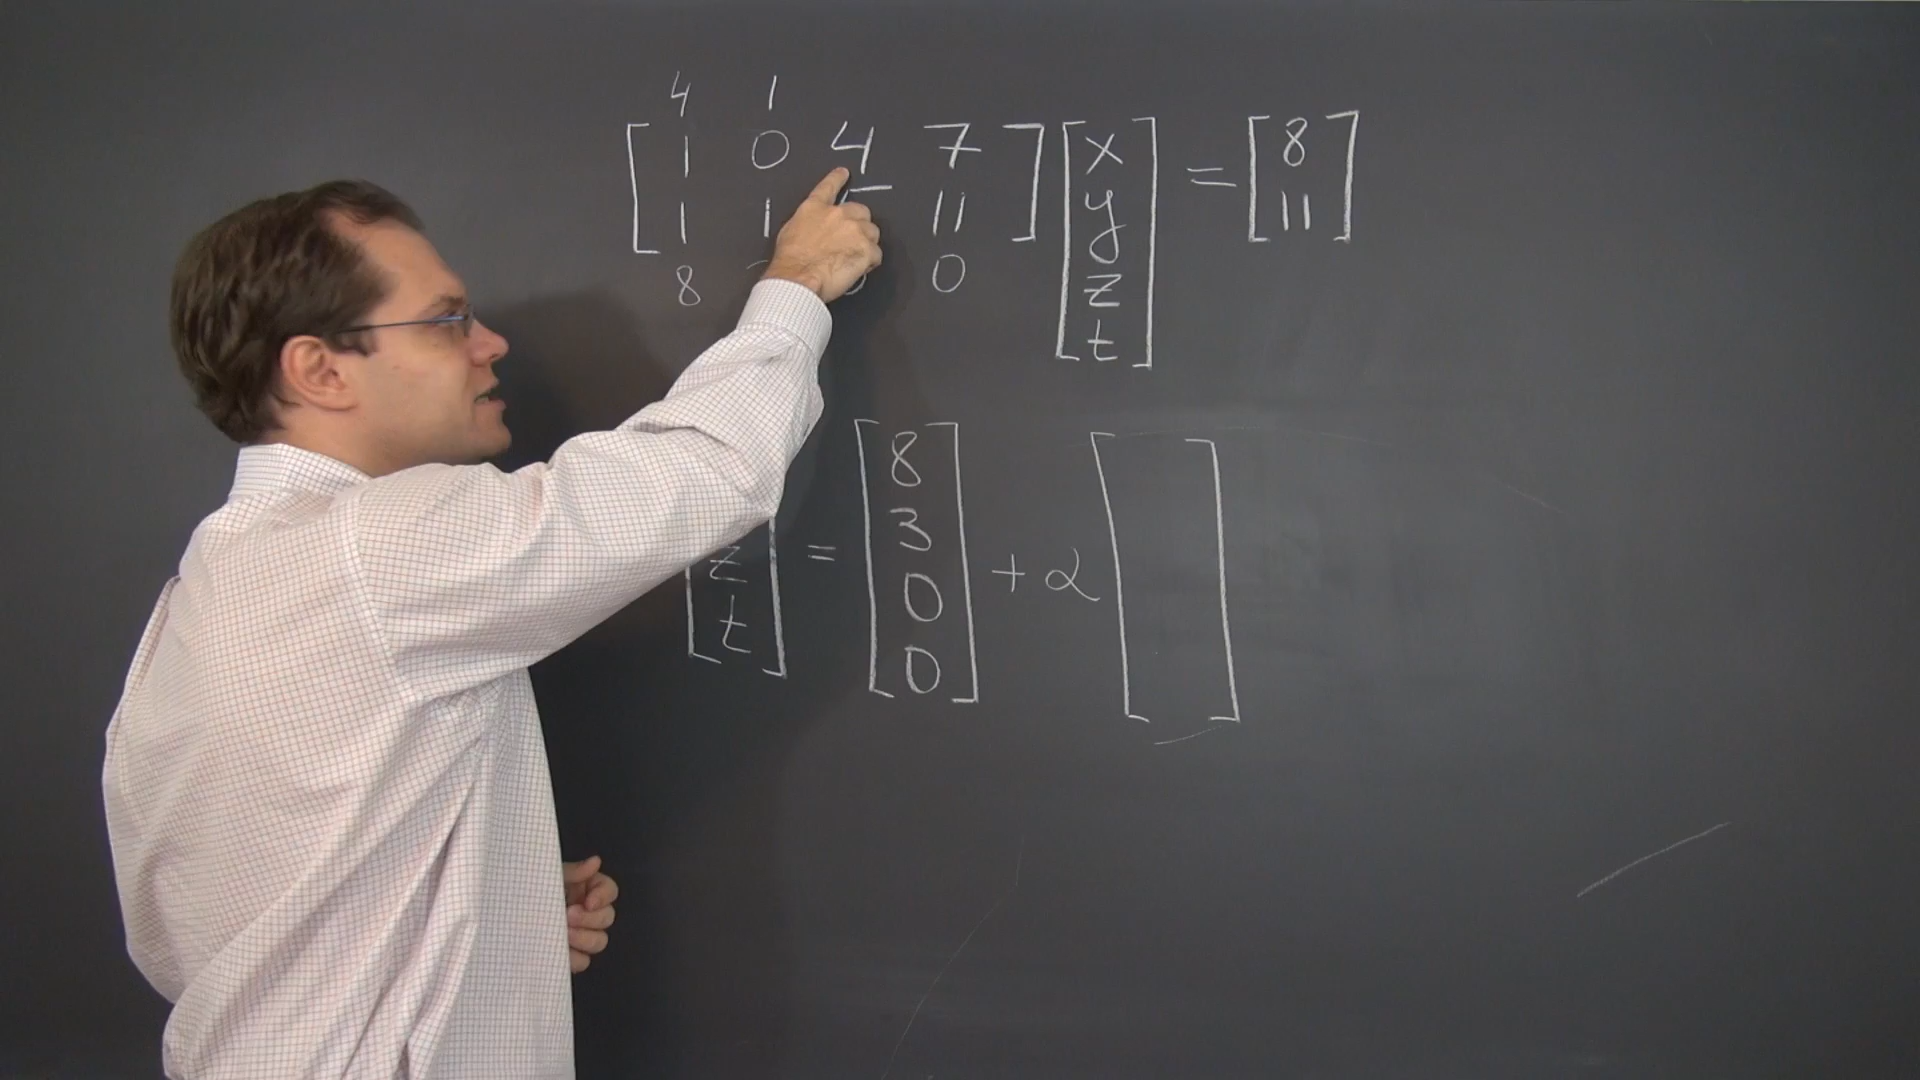 4 1
[ 1 0 4 7 ] [ x ] = [ 8 ]
[ 1 1 11 ] [ y ] [ 11 ]
8 0 [ z ]
[ t ]
[ 8 ]
[ 3 ]
z ] = [ 0 ] + α [ ]
[ t ] [ 0 ]